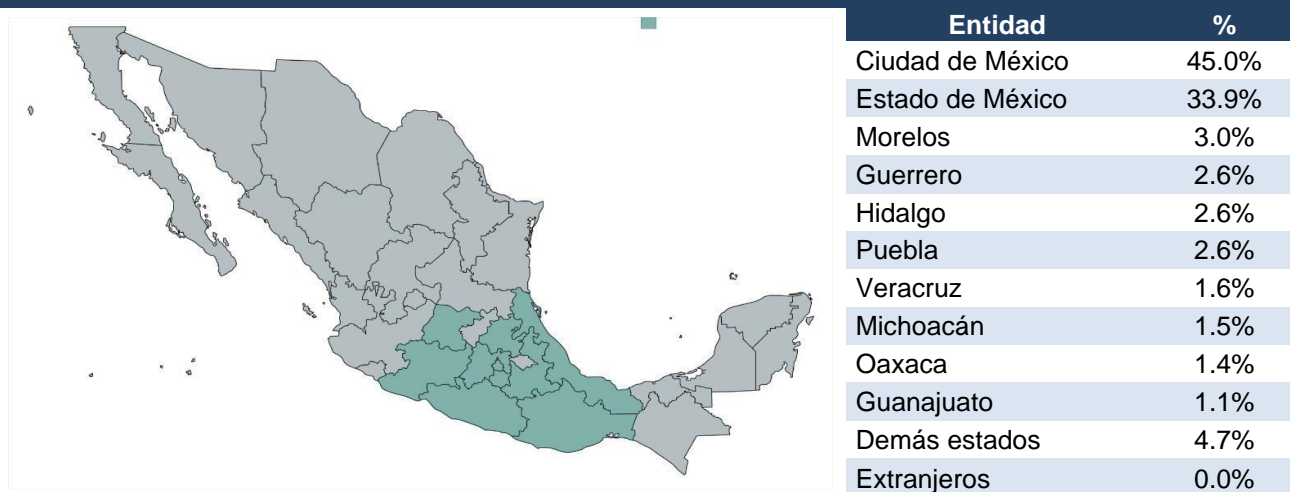 Entidad %
Ciudad de México 45.0%
Estado de México 33.9%
Morelos 3.0%
Guerrero 2.6%
Hidalgo 2.6%
Puebla 2.6%
Veracruz 1.6%
Michoacán 1.5%
Oaxaca 1.4%
Guanajuato 1.1%
Demás estados 4.7%
Extranjeros 0.0%